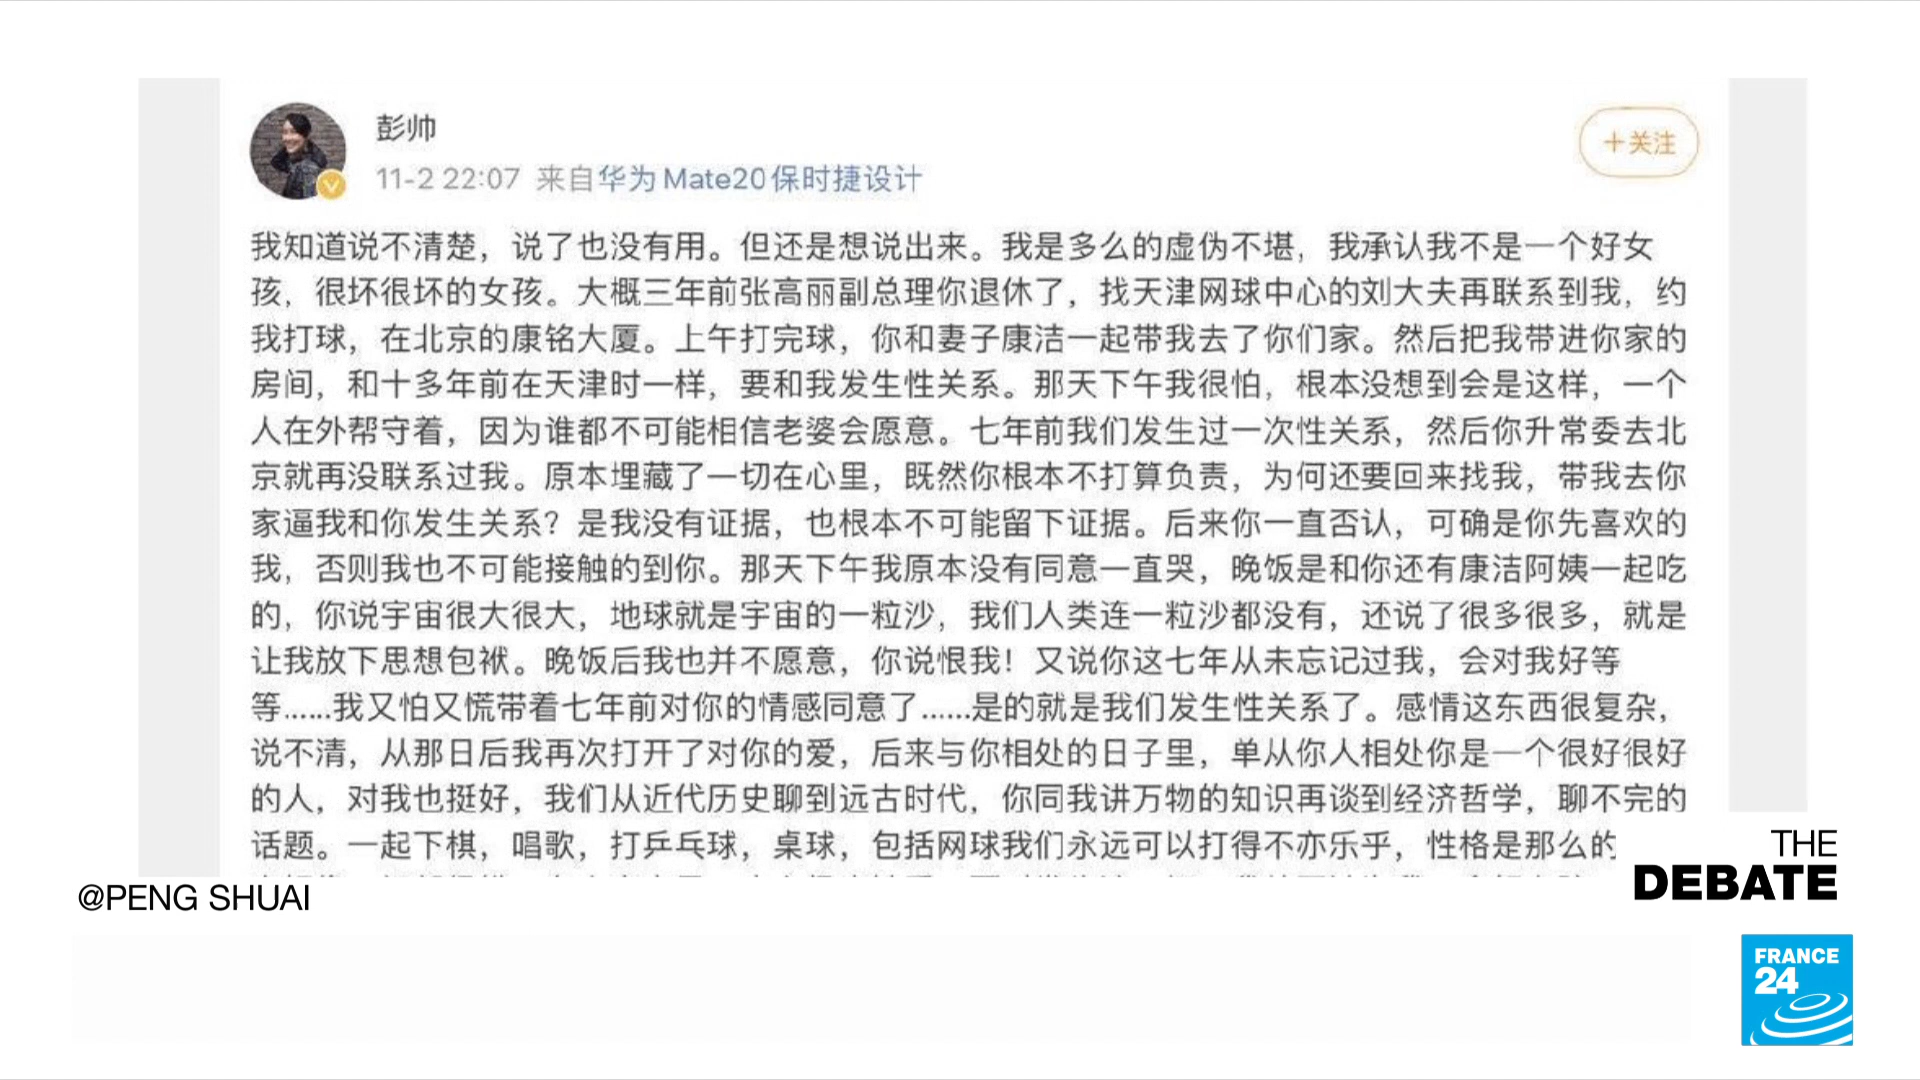 彭帅
11-2 22:07 来自华为Mate20保时捷设计
+关注
我知道说不清楚，说了也没有用。但还是想说出来。我是多么的虚伪不堪，我承认我不是一个好女
孩，很坏很坏的女孩。大概三年前张高丽副总理你退休了，找天津网球中心的刘大夫再联系到我，约
我打球，在北京的康铭大厦。上午打完球，你和妻子康洁一起带我去了你们家。然后把我带进你家的
房间，和十多年前在天津时一样，要和我发生性关系。那天下午我很怕，根本没想到会是这样，一个
人在外帮守着，因为谁都不可能相信老婆会愿意。七年前我们发生过一次性关系，然后你升常委去北
京就再没联系过我。原本埋藏了一切在心里，既然你根本不打算负责，为何还要回来找我，带我去你
家逼我和你发生关系？是我没有证据，也根本不可能留下证据。后来你一直否认，可确是你先喜欢的
我，否则我也不可能接触的到你。那天下午我原本没有同意一直哭，晚饭是和你还有康洁阿姨一起吃
的，你说宇宙很大很大，地球就是宇宙的一粒沙，我们人类连一粒沙都没有，还说了很多很多，就是
让我放下思想包袱。晚饭后我也并不愿意，你说恨我！又说你这七年从未忘记过我，会对我好等
等......我又怕又慌带着七年前对你的情感同意了......是的就是我们发生性关系了。感情这东西很复杂，
说不清，从那日后我再次打开了对你的爱，后来与你相处的日子里，单从你人相处你是一个很好很好
的人，对我也挺好，我们从近代历史聊到远古时代，你同我讲万物的知识再谈到经济哲学，聊不完的
话题。一起下棋，唱歌，打乒乓球，桌球，包括网球我们永远可以打得不亦乐乎，性格是那么的
@PENG SHUAI
THE
DEBATE
FRANCE
24